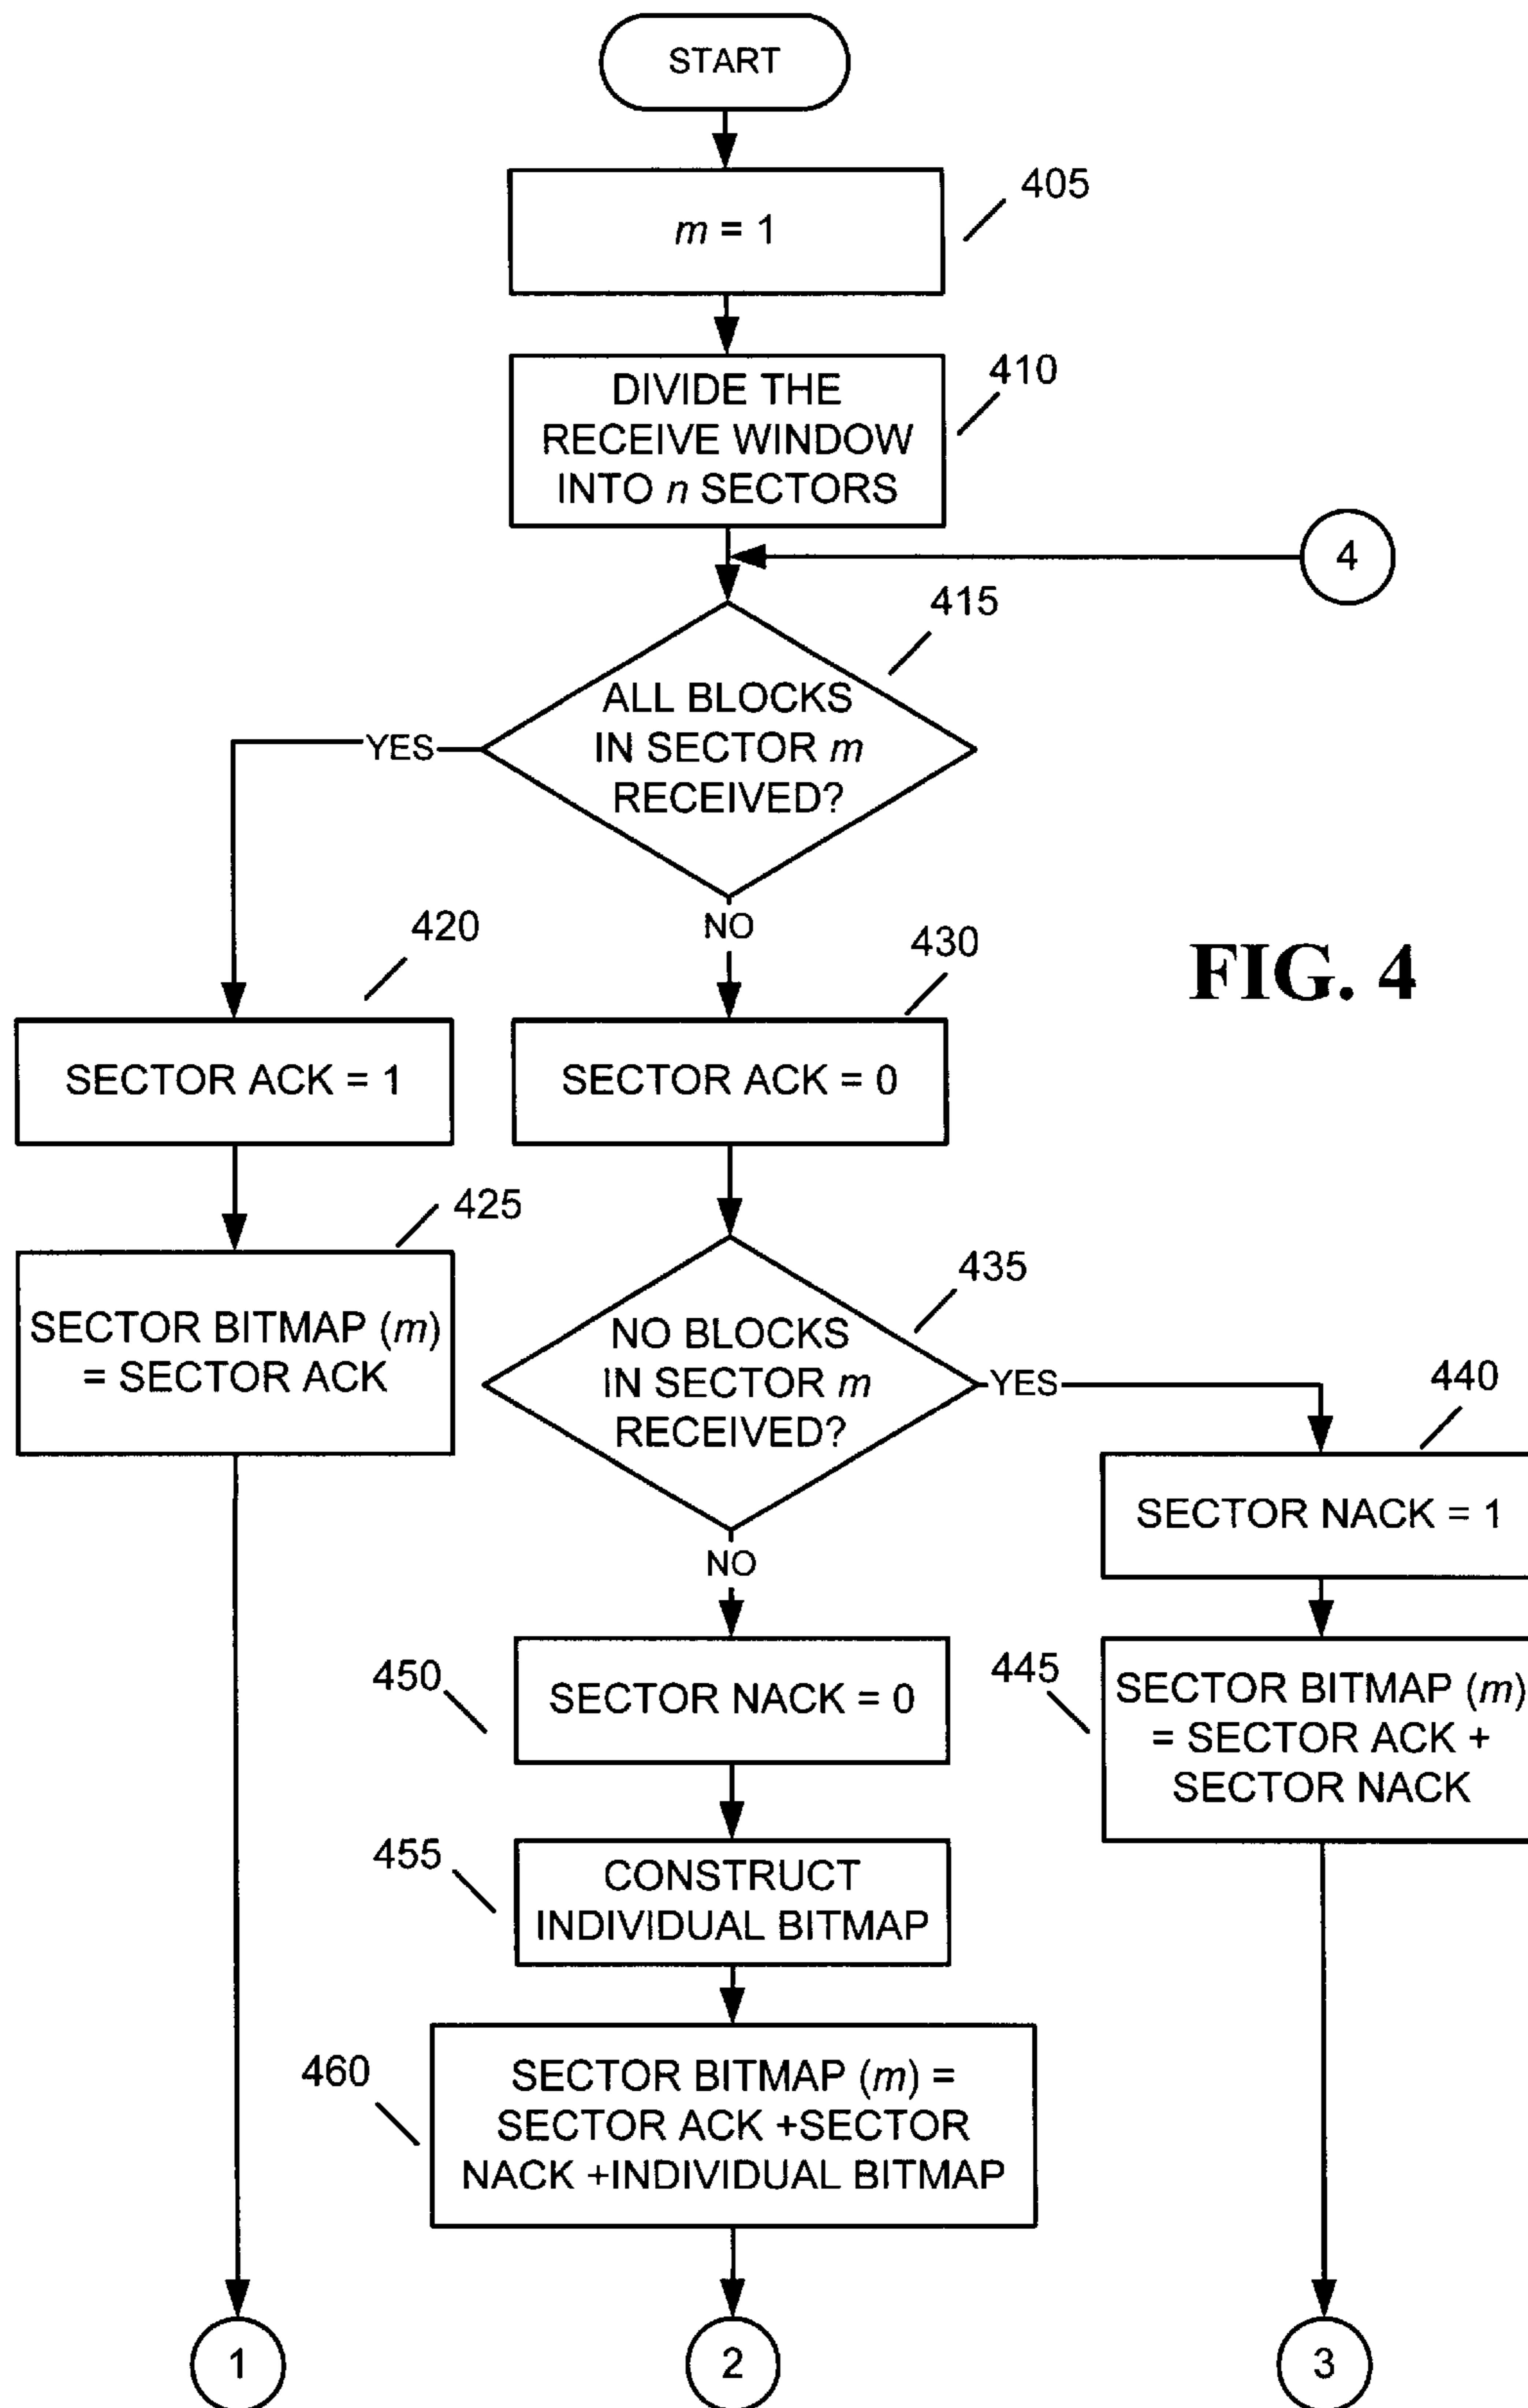 START
405
m = 1
410
DIVIDE THE
RECEIVE WINDOW
INTO n SECTORS
4
415
ALL BLOCKS
IN SECTOR m
RECEIVED?
YES
NO
420
430
FIG. 4
SECTOR ACK = 1
SECTOR ACK = 0
425
SECTOR BITMAP (m)
= SECTOR ACK
435
NO BLOCKS
IN SECTOR m
RECEIVED?
YES
440
SECTOR NACK = 1
NO
450
SECTOR NACK = 0
445
SECTOR BITMAP (m)
= SECTOR ACK +
SECTOR NACK
455
CONSTRUCT
INDIVIDUAL BITMAP
460
SECTOR BITMAP (m) =
SECTOR ACK +SECTOR
NACK +INDIVIDUAL BITMAP
1
2
3